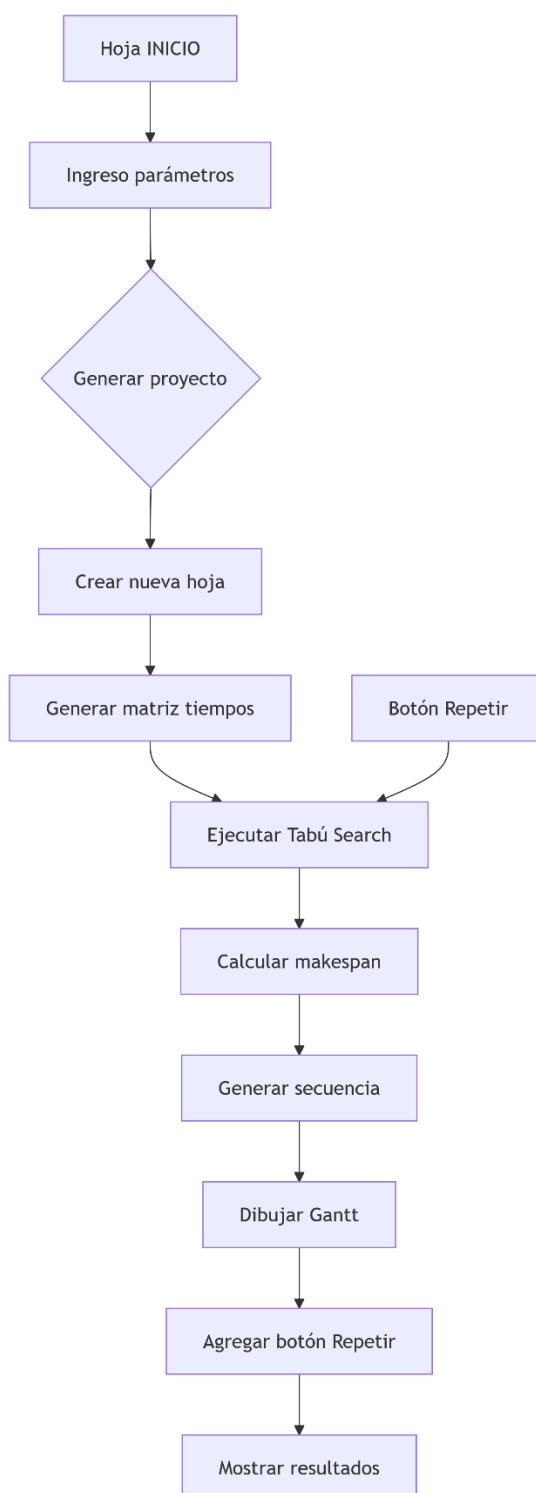 Hoja INICIO
Ingreso parámetros
Generar proyecto
Crear nueva hoja
Generar matriz tiempos
Botón Repetir
Ejecutar Tabú Search
Calcular makespan
Generar secuencia
Dibujar Gantt
Agregar botón Repetir
Mostrar resultados